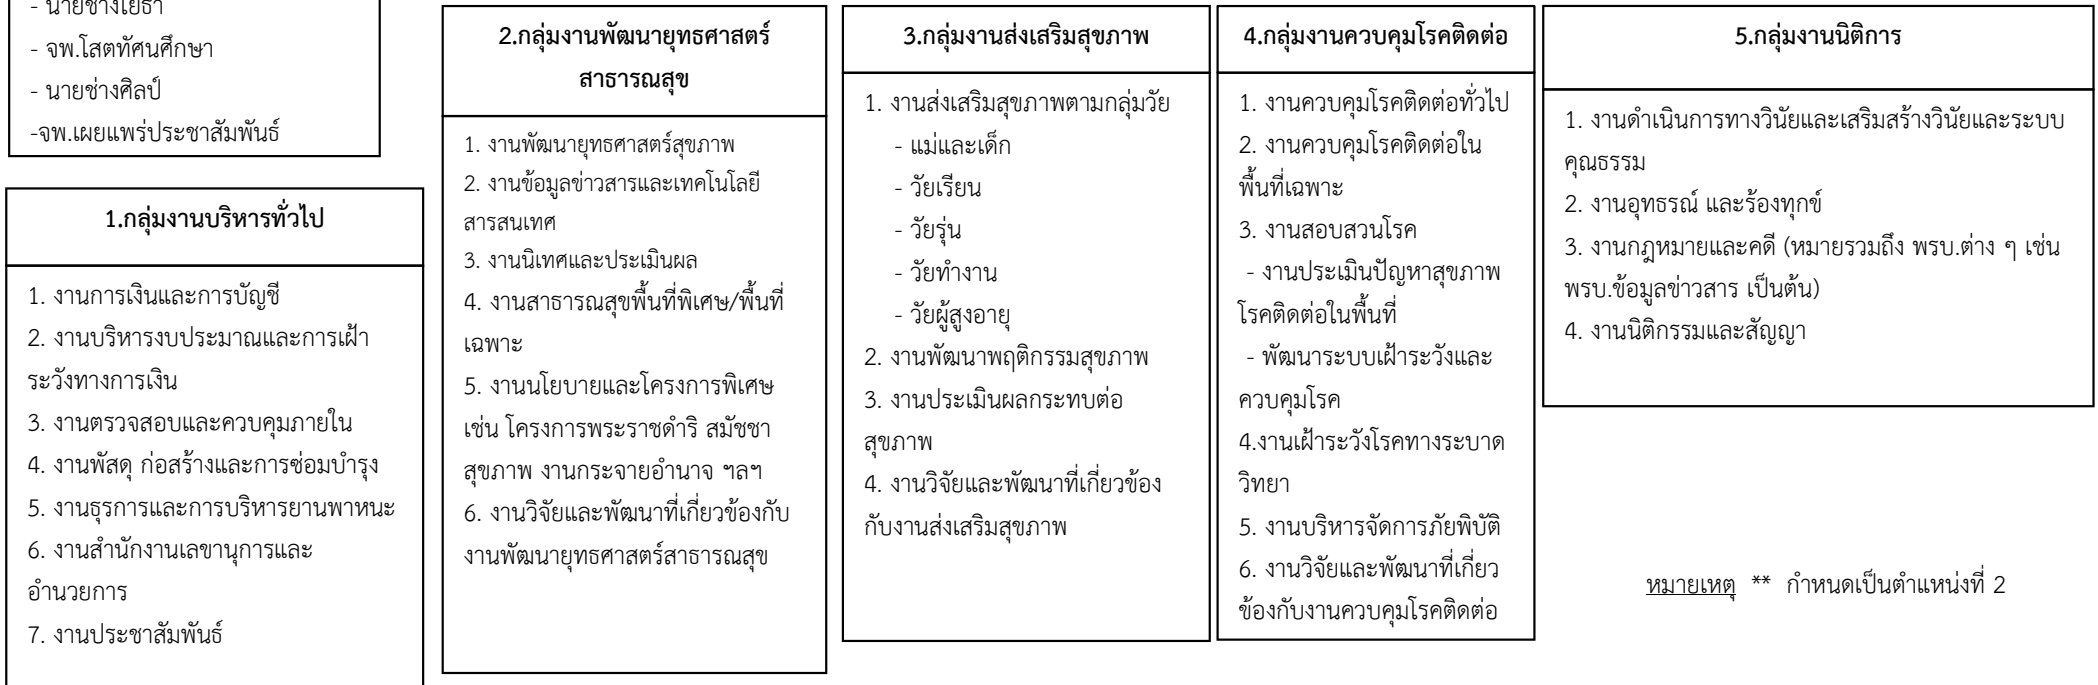 - นายช่างโยธา
- จพ.โสตทัศนศึกษา
- นายช่างศิลป์
-จพ.เผยแพร่ประชาสัมพันธ์
1.กลุ่มงานบริหารทั่วไป
1. งานการเงินและการบัญชี
2. งานบริหารงบประมาณและการเฝ้า
ระวังทางการเงิน
3. งานตรวจสอบและควบคุมภายใน
4. งานพัสดุ ก่อสร้างและการซ่อมบำรุง
5. งานธุรการและการบริหารยานพาหนะ
6. งานสำนักงานเลขานุการและ
อำนวยการ
7. งานประชาสัมพันธ์
2.กลุ่มงานพัฒนายุทธศาสตร์
สาธารณสุข
1. งานพัฒนายุทธศาสตร์สุขภาพ
2. งานข้อมูลข่าวสารและเทคโนโลยี
สารสนเทศ
3. งานนิเทศและประเมินผล
4. งานสาธารณสุขพื้นที่พิเศษ/พื้นที่
เฉพาะ
5. งานนโยบายและโครงการพิเศษ
เช่น โครงการพระราชดำริ สมัชชา
สุขภาพ งานกระจายอำนาจ ฯลฯ
6. งานวิจัยและพัฒนาที่เกี่ยวข้องกับ
งานพัฒนายุทธศาสตร์สาธารณสุข
3.กลุ่มงานส่งเสริมสุขภาพ
1. งานส่งเสริมสุขภาพตามกลุ่มวัย
- แม่และเด็ก
- วัยเรียน
- วัยรุ่น
- วัยทำงาน
- วัยผู้สูงอายุ
2. งานพัฒนาพฤติกรรมสุขภาพ
3. งานประเมินผลกระทบต่อ
สุขภาพ
4. งานวิจัยและพัฒนาที่เกี่ยวข้อง
กับงานส่งเสริมสุขภาพ
4.กลุ่มงานควบคุมโรคติดต่อ
1. งานควบคุมโรคติดต่อทั่วไป
2. งานควบคุมโรคติดต่อใน
พื้นที่เฉพาะ
3. งานสอบสวนโรค
- งานประเมินปัญหาสุขภาพ
โรคติดต่อในพื้นที่
- พัฒนาระบบเฝ้าระวังและ
ควบคุมโรค
4.งานเฝ้าระวังโรคทางระบาด
วิทยา
5. งานบริหารจัดการภัยพิบัติ
6. งานวิจัยและพัฒนาที่เกี่ยว
ข้องกับงานควบคุมโรคติดต่อ
5.กลุ่มงานนิติการ
1. งานดำเนินการทางวินัยและเสริมสร้างวินัยและระบบ
คุณธรรม
2. งานอุทธรณ์ และร้องทุกข์
3. งานกฎหมายและคดี (หมายรวมถึง พรบ.ต่าง ๆ เช่น
พรบ.ข้อมูลข่าวสาร เป็นต้น)
4. งานนิติกรรมและสัญญา
หมายเหตุ ** กำหนดเป็นตำแหน่งที่ 2